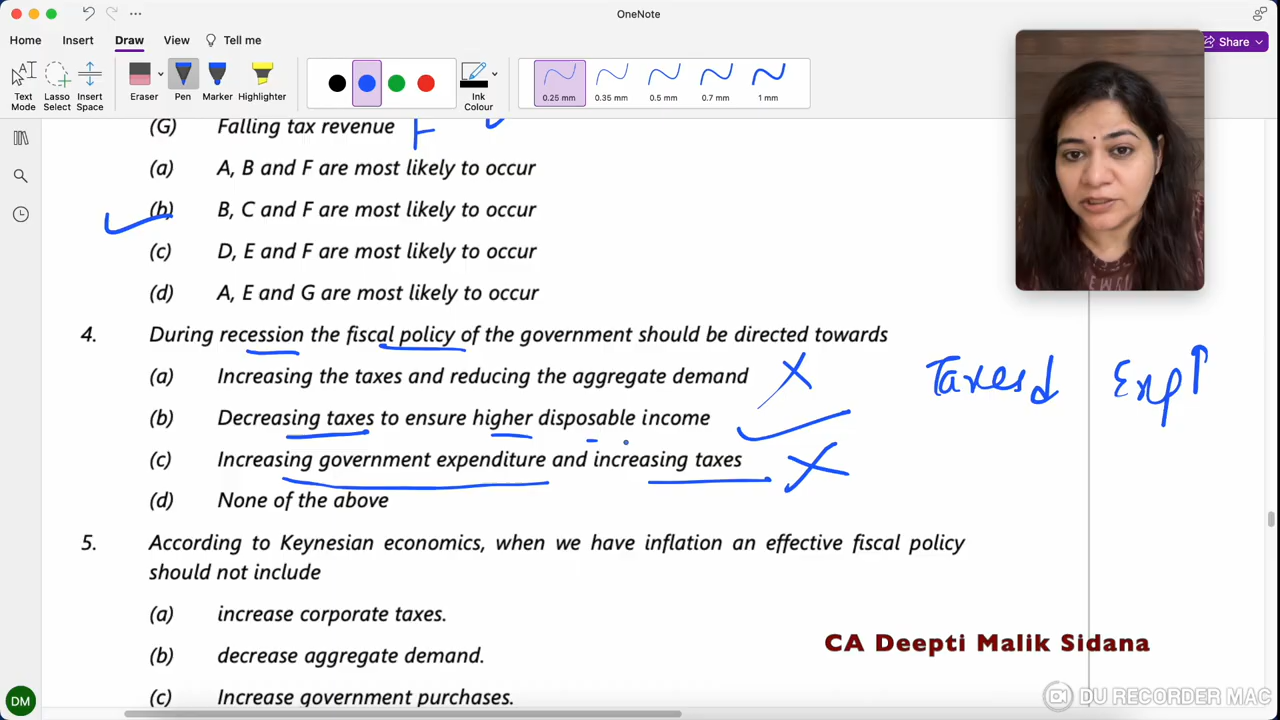 OneNote
Home Insert Draw View Tell me
Share
Text Mode
Lasso Select
Insert Space
Eraser
Pen
Marker
Highlighter
Ink Colour
0.25 mm 0.35 mm 0.5 mm 0.7 mm 1 mm
(G) Falling tax revenue F
(a) A, B and F are most likely to occur
(b) B, C and F are most likely to occur
(c) D, E and F are most likely to occur
(d) A, E and G are most likely to occur
4. During recession the fiscal policy of the government should be directed towards
(a) Increasing the taxes and reducing the aggregate demand
Taxes↓ Exp↑
(b) Decreasing taxes to ensure higher disposable income
(c) Increasing government expenditure and increasing taxes
(d) None of the above
5. According to Keynesian economics, when we have inflation an effective fiscal policy
should not include
(a) increase corporate taxes.
(b) decrease aggregate demand.
(c) Increase government purchases.
CA Deepti Malik Sidana
DM
DU RECORDER MAC